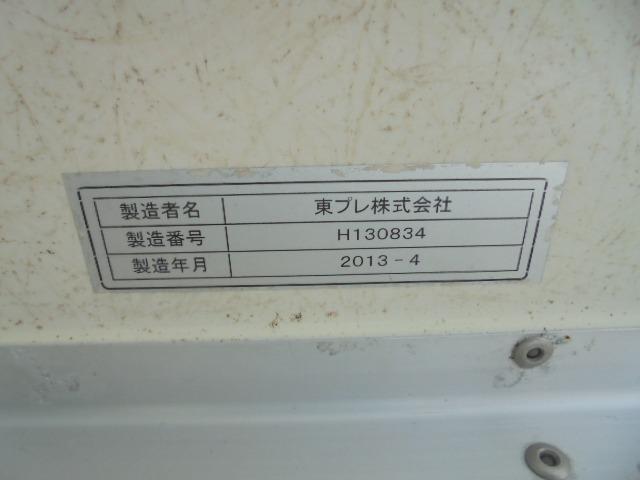 製造者名 東プレ株式会社
製造番号 H130834
製造年月 2013-4